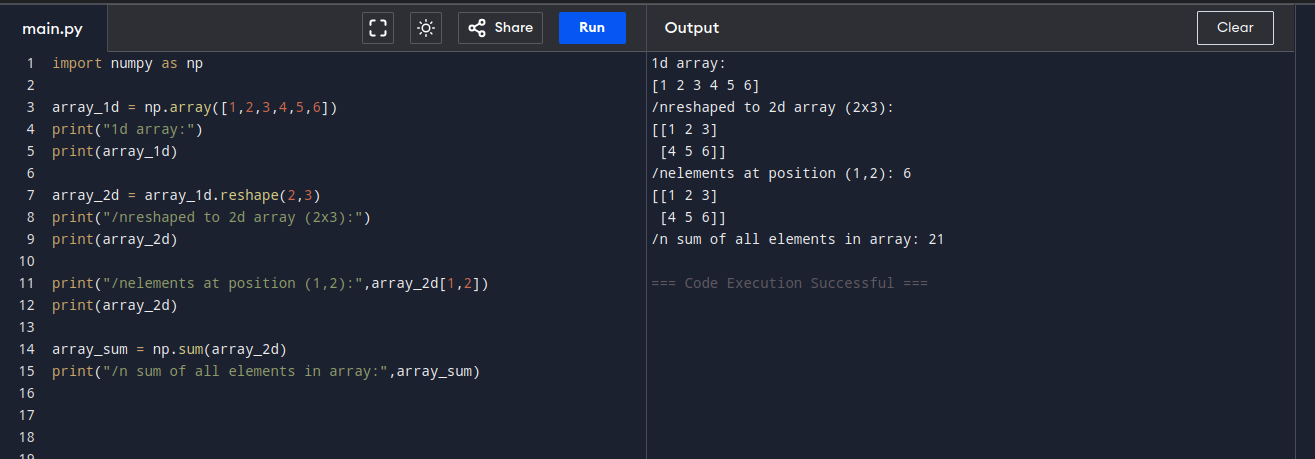 main.py
Share
Run
Output
Clear
1 import numpy as np
2
3 array_1d = np.array([1,2,3,4,5,6])
4 print("1d array:")
5 print(array_1d)
6
7 array_2d = array_1d.reshape(2,3)
8 print("/nreshaped to 2d array (2x3):")
9 print(array_2d)
10
11 print("/nelements at position (1,2):",array_2d[1,2])
12 print(array_2d)
13
14 array_sum = np.sum(array_2d)
15 print("/n sum of all elements in array:",array_sum)
16
17
18
19
1d array:
[1 2 3 4 5 6]
/nreshaped to 2d array (2x3):
[[1 2 3]
 [4 5 6]]
/nelements at position (1,2): 6
[[1 2 3]
 [4 5 6]]
/n sum of all elements in array: 21
=== Code Execution Successful ===